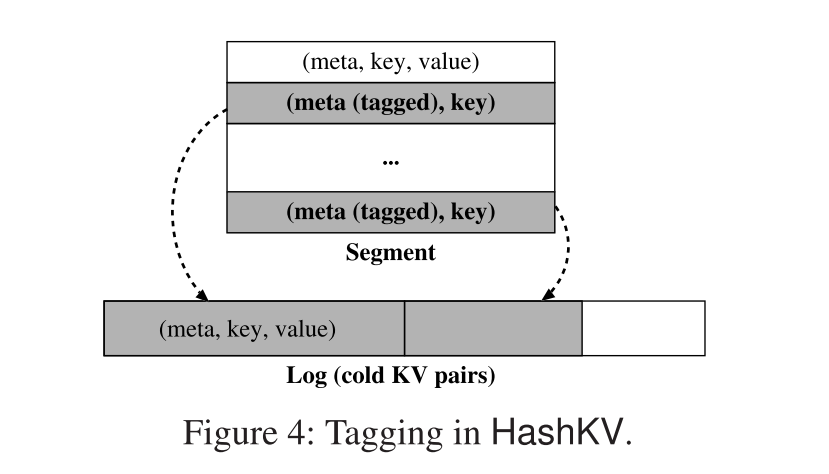 (meta, key, value)
(meta (tagged), key)
...
(meta (tagged), key)
Segment
(meta, key, value)
Log (cold KV pairs)
Figure 4: Tagging in HashKV.